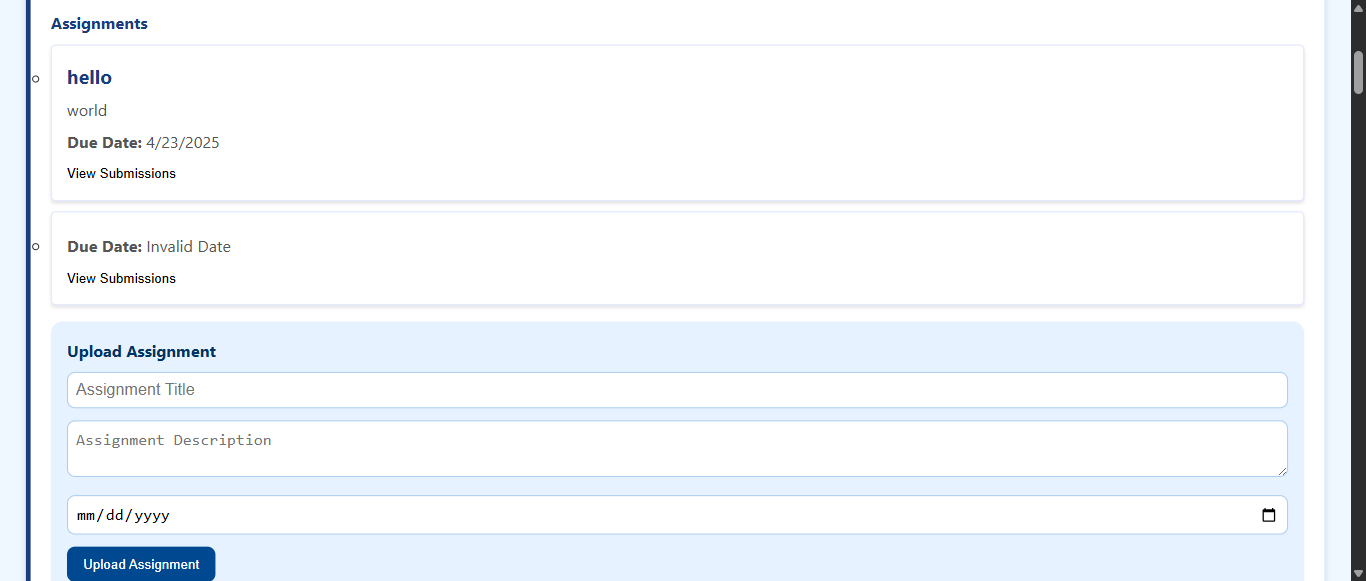 Assignments
hello
world
Due Date: 4/23/2025
View Submissions
Due Date: Invalid Date
View Submissions
Upload Assignment
Assignment Title
Assignment Description
mm/dd/yyyy
Upload Assignment